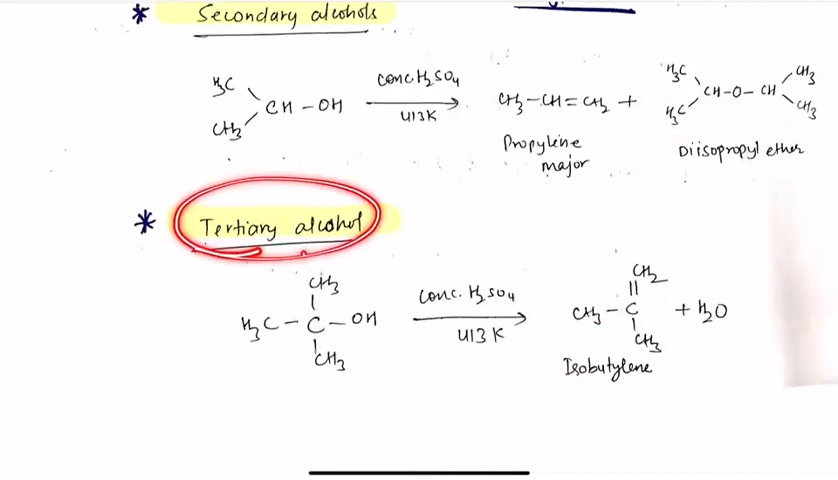 * Secondary alcohols
H3C
CH3
CH – OH
Conc H2SO4
413K
CH3–CH=CH2 +
H3C
H3C
CH–O–CH
CH3
CH3
Propylene
major
Diisopropyl ether
* Tertiary alcohol
CH3
H3C – C – OH
CH3
Conc. H2SO4
413 K
CH2
CH3 – C
CH3
+ H2O
Isobutylene